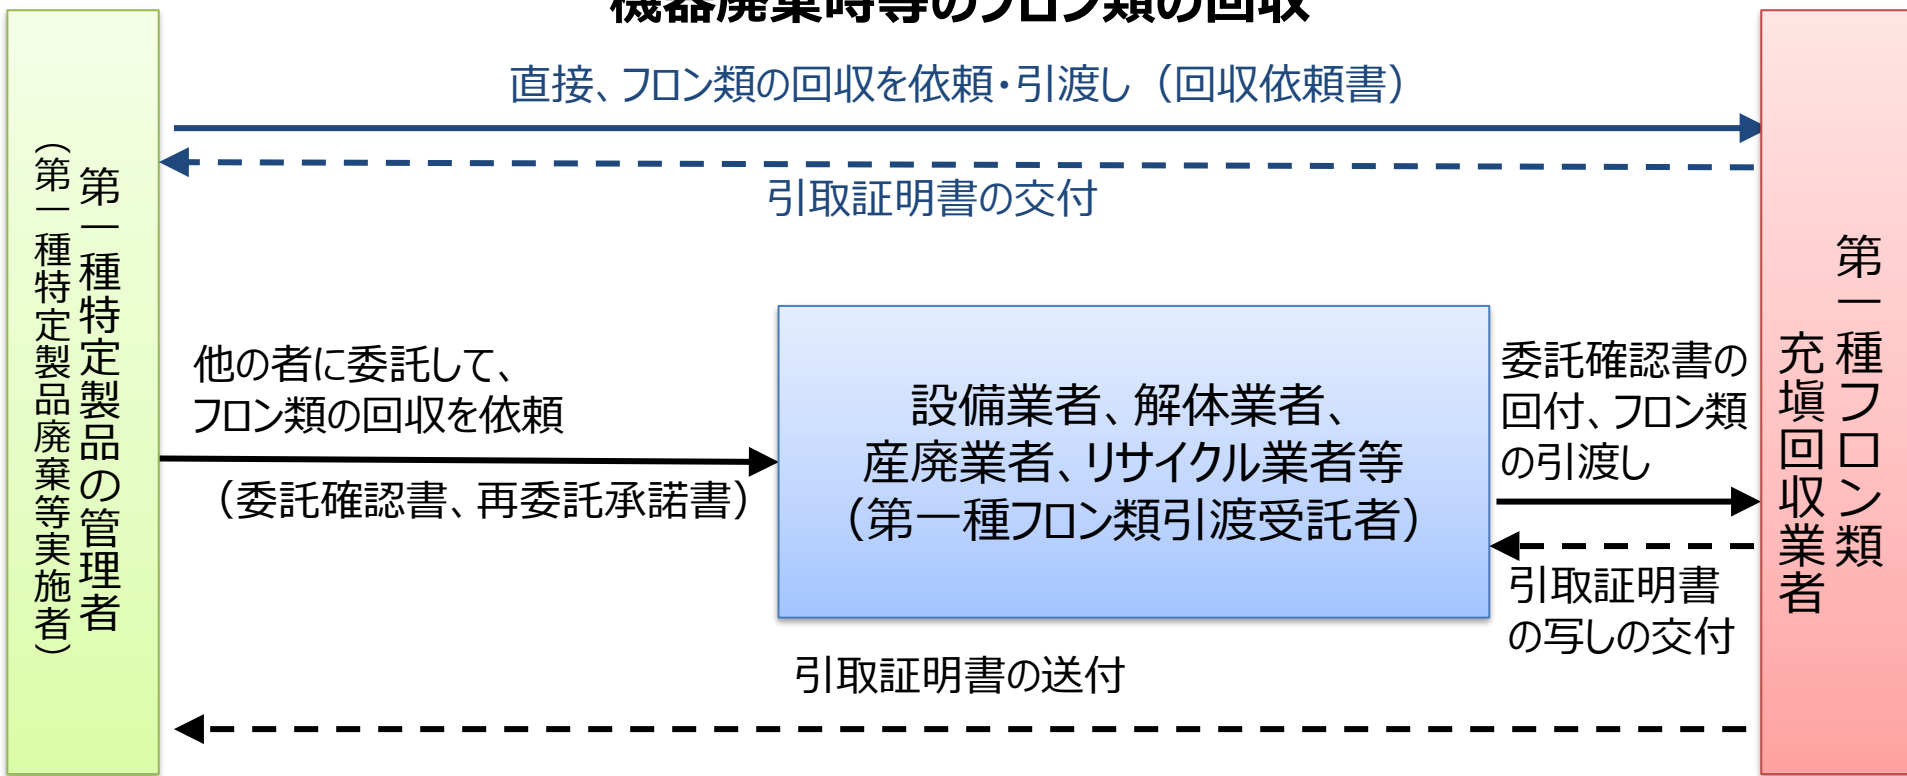 機器廃棄時等のフロン類の回収
直接、フロン類の回収を依頼・引渡し（回収依頼書）
引取証明書の交付
第一種特定製品の管理者
（第一種特定製品廃棄等実施者）
他の者に委託して、
フロン類の回収を依頼
（委託確認書、再委託承諾書）
設備業者、解体業者、
産廃業者、リサイクル業者等
（第一種フロン類引渡受託者）
委託確認書の
回付、フロン類
の引渡し
引取証明書
の写しの交付
引取証明書の送付
第一種フロン類
充塡回収業者